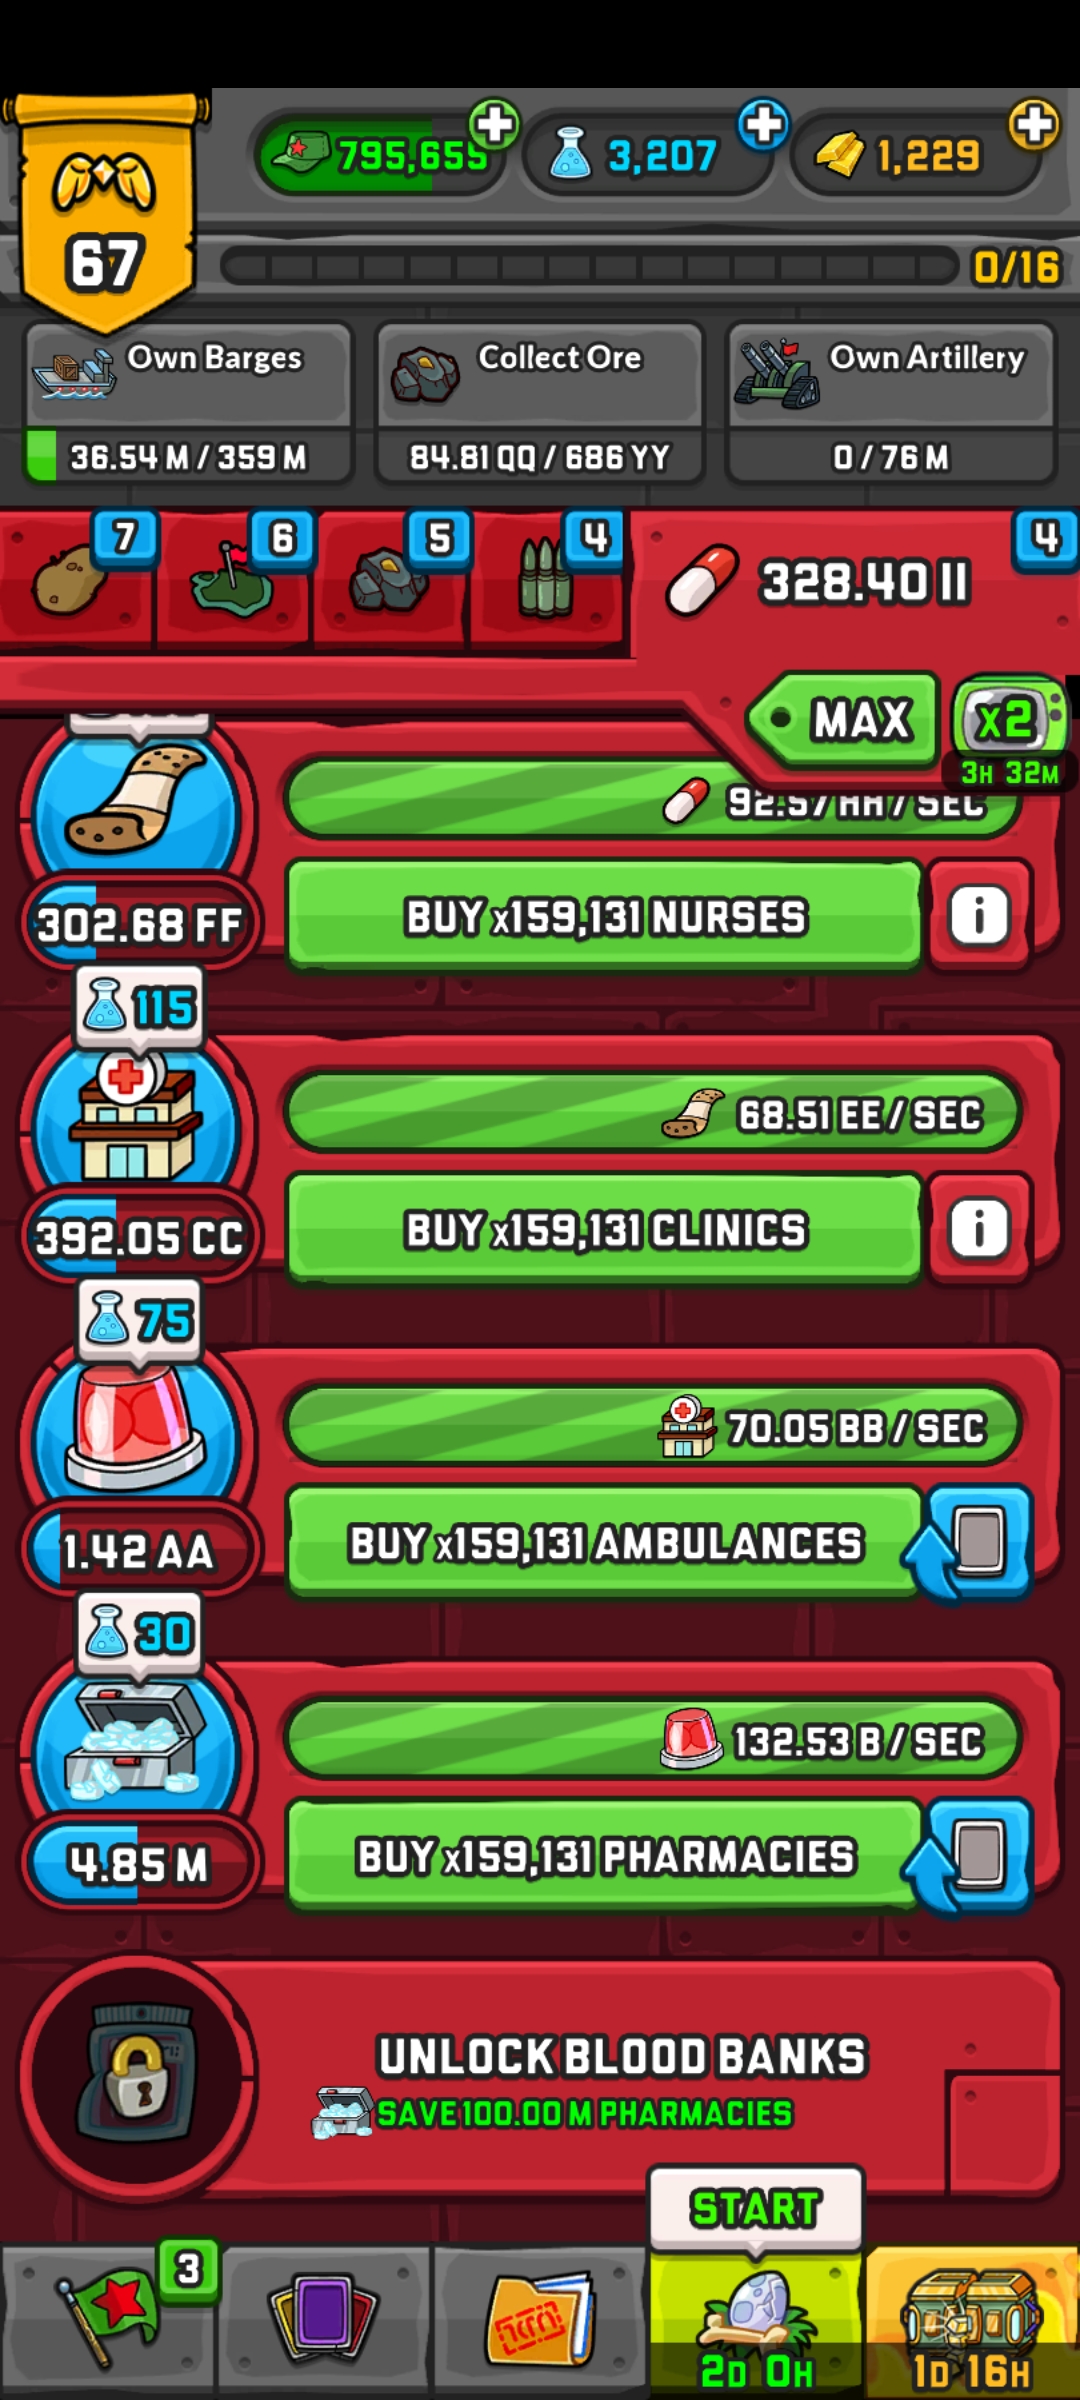 795,655
3,207
1,229
67
0/16
Own Barges
36.54 M / 359 M
Collect Ore
84.81 QQ / 686 YY
Own Artillery
0 / 76 M
7
6
5
4
328.40 II
4
MAX
x2
3H 32M
92.57 HH / SEC
302.68 FF
BUY x159,131 NURSES
i
115
68.51 EE / SEC
392.05 CC
BUY x159,131 CLINICS
i
75
70.05 BB / SEC
1.42 AA
BUY x159,131 AMBULANCES
30
132.53 B / SEC
4.85 M
BUY x159,131 PHARMACIES
UNLOCK BLOOD BANKS
SAVE 100.00 M PHARMACIES
START
3
2D 0H
1D 16H